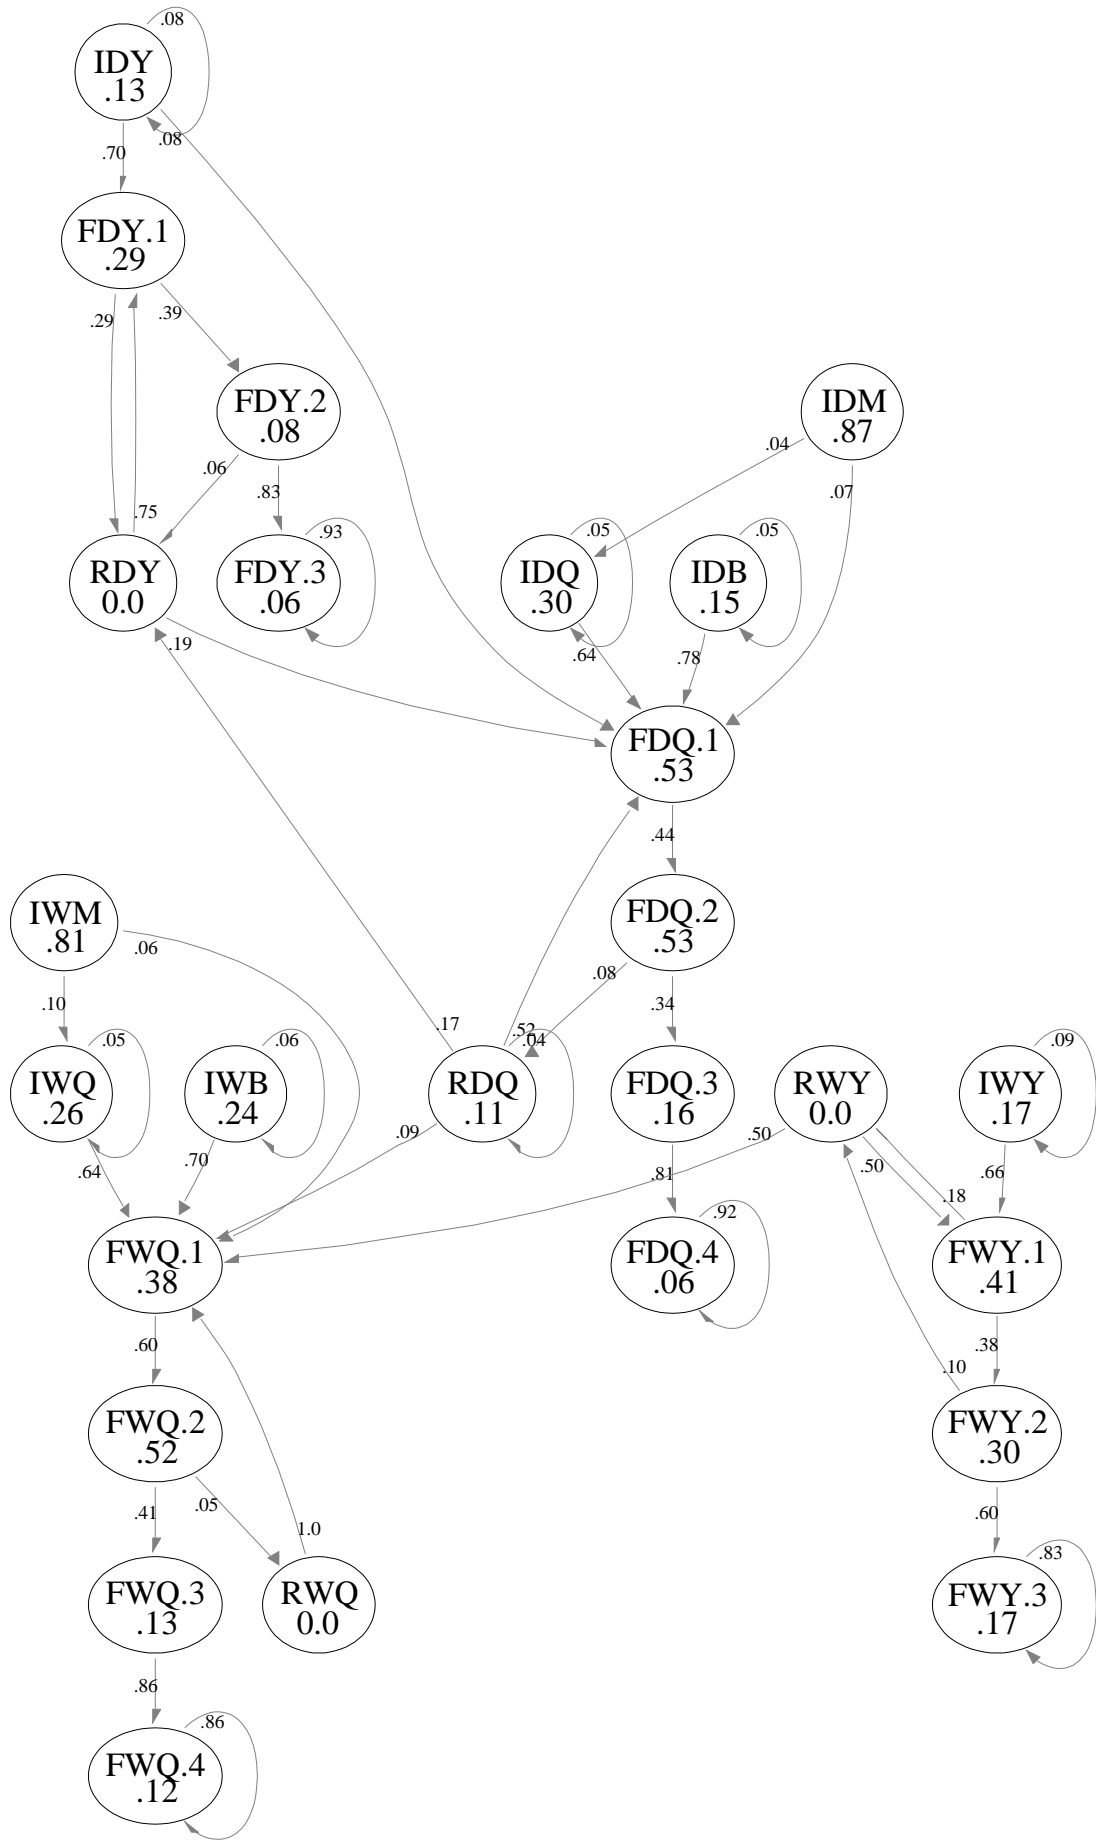 .08
IDY
.13
.08
.70
FDY.1
.29
.29
.39
FDY.2
.08
IDM
.87
.04
.06
.83
.07
.75
.93
.05
.05
RDY
0.0
FDY.3
.06
IDQ
.30
IDB
.15
.19
.64
.78
FDQ.1
.53
.44
IWM
.81
FDQ.2
.53
.06
.08
.10
.34
.17
.52
.04
.05
.06
.09
IWQ
.26
IWB
.24
RDQ
.11
FDQ.3
.16
RWY
0.0
IWY
.17
.09
.50
.64
.70
.81
.50
.66
.18
.92
FWQ.1
.38
FDQ.4
.06
FWY.1
.41
.60
.38
.10
FWQ.2
.52
FWY.2
.30
.41
.05
1.0
.60
.83
FWQ.3
.13
RWQ
0.0
FWY.3
.17
.86
.86
FWQ.4
.12